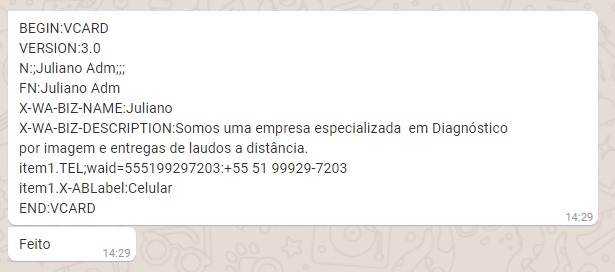 BEGIN:VCARD
VERSION:3.0
N:;Juliano Adm;;;
FN:Juliano Adm
X-WA-BIZ-NAME:Juliano
X-WA-BIZ-DESCRIPTION:Somos uma empresa especializada  em Diagnóstico
por imagem e entregas de laudos a distância.
item1.TEL;waid=555199297203:+55 51 99929-7203
item1.X-ABLabel:Celular
END:VCARD
14:29
Feito
14:29